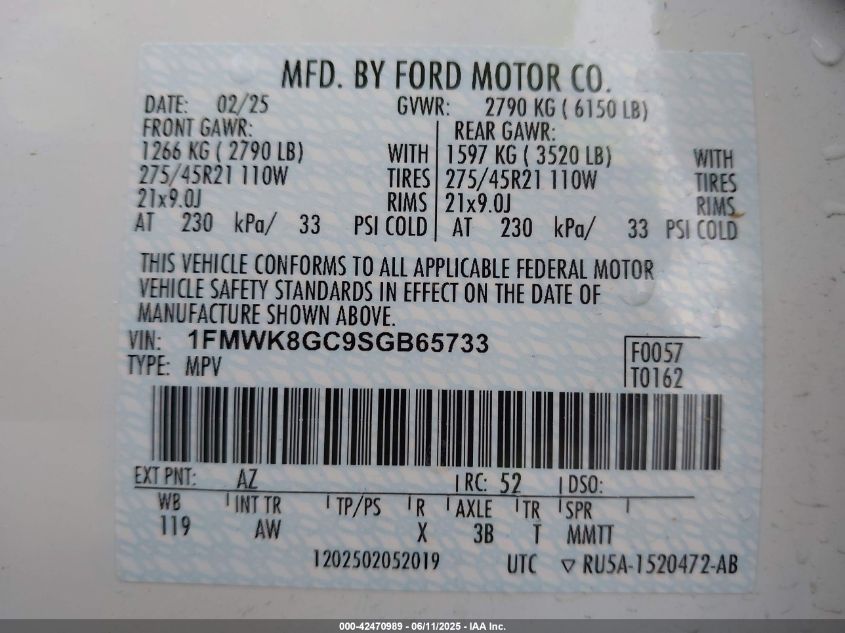 MFD. BY FORD MOTOR CO.
DATE: 02/25 GVWR: 2790 KG ( 6150 LB)
FRONT GAWR: REAR GAWR:
1266 KG ( 2790 LB) WITH 1597 KG ( 3520 LB) WITH
275/45R21 110W TIRES 275/45R21 110W TIRES
21x9.0J RIMS 21x9.0J RIMS
AT 230 kPa/ 33 PSI COLD AT 230 kPa/ 33 PSI COLD
THIS VEHICLE CONFORMS TO ALL APPLICABLE FEDERAL MOTOR
VEHICLE SAFETY STANDARDS IN EFFECT ON THE DATE OF
MANUFACTURE SHOWN ABOVE.
VIN: 1FMWK8GC9SGB65733 F0057
TYPE: MPV T0162
EXT PNT: AZ RC: 52 DSO:
WB INT TR TP/PS R AXLE TR SPR
119 AW X 3B T MMTT
1202502052019 UTC ▽ RU5A-1520472-AB
000-42470989 - 06/11/2025 - IAA Inc.